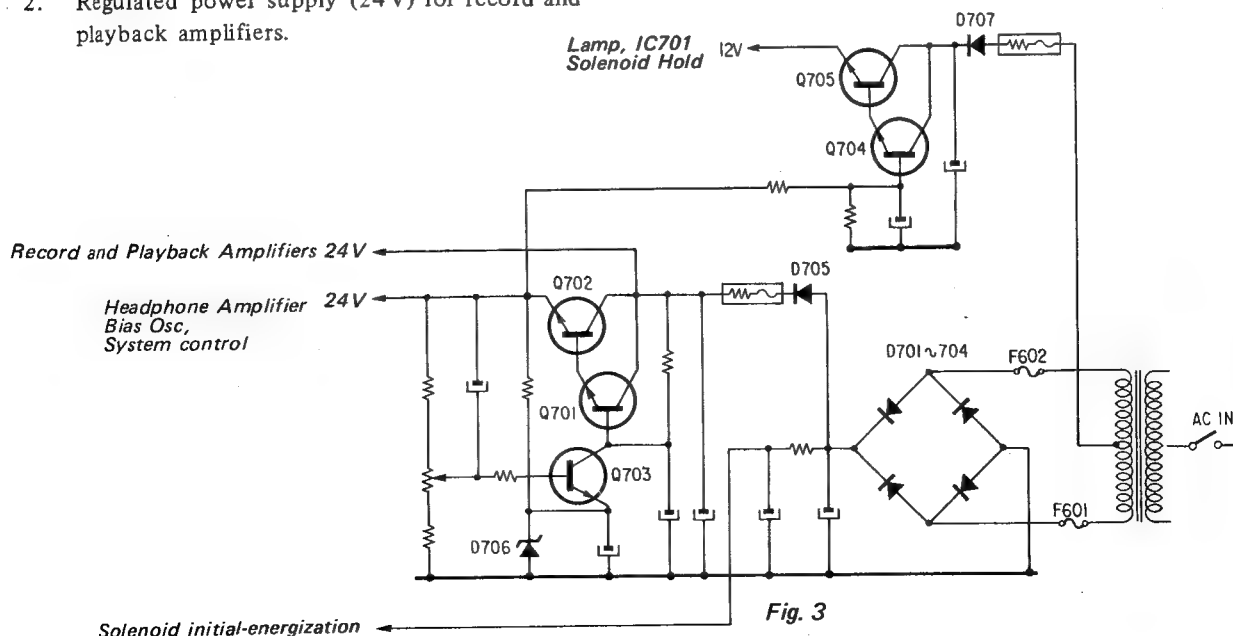 2. Regulated power supply (24 V) for record and
playback amplifiers.
D707
Lamp, IC701 12V
Solenoid Hold
Q705
Q704
Record and Playback Amplifiers 24V
D705
Headphone Amplifier 24V
Bias Osc,
System control
Q702
D701~704
F602
Q701
AC IN
Q703
F601
D706
Fig. 3
Solenoid initial-energization